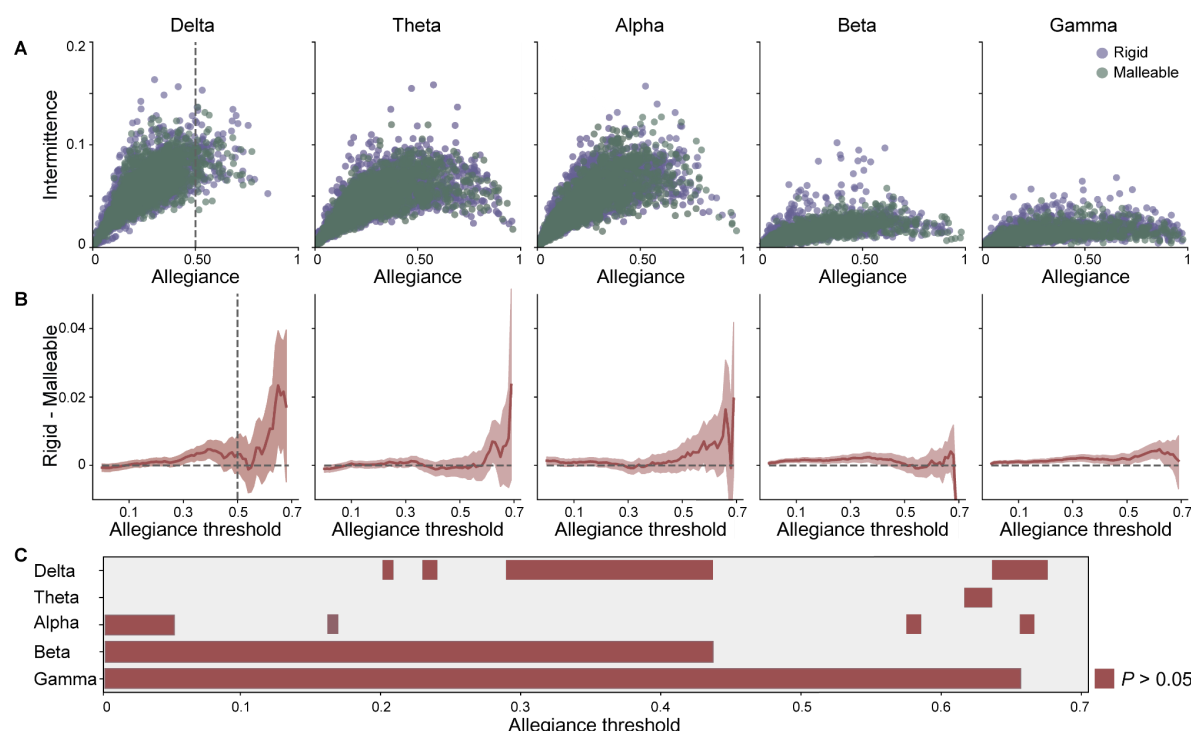 Delta Theta Alpha Beta Gamma
A
Intermittence
0.2
0.1
0
Rigid
Malleable
0 0.50 1 0 0.50 1 0 0.50 1 0 0.50 1 0.50 1
Allegiance Allegiance Allegiance Allegiance Allegiance
B
Rigid - Malleable
0.04
0.02
0
0.1 0.3 0.5 0.7 0.1 0.3 0.5 0.7 0.1 0.3 0.5 0.7 0.1 0.3 0.5 0.7 0.1 0.3 0.5 0.7
Allegiance threshold Allegiance threshold Allegiance threshold Allegiance threshold Allegiance threshold
C
Delta
Theta
Alpha
Beta
Gamma
P > 0.05
0 0.1 0.2 0.3 0.4 0.5 0.6 0.7
Allegiance threshold